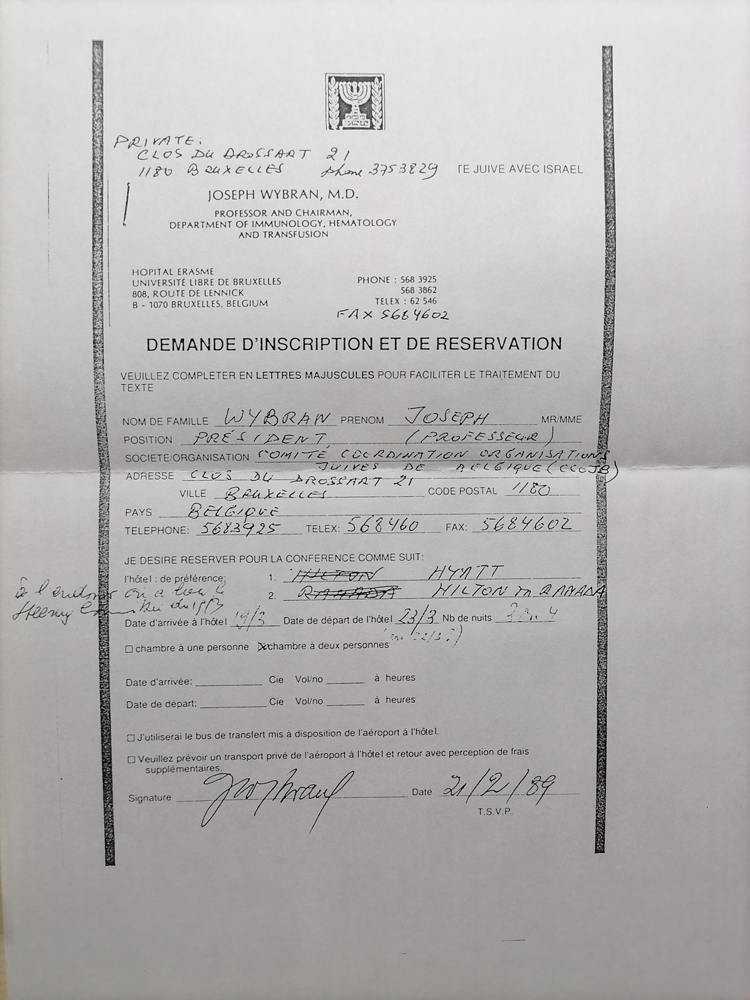 PRIVATE:
CLOS DU DROSSART 21
1180 BRUXELLES phone 3753829 TE JUIVE AVEC ISRAEL
JOSEPH WYBRAN, M.D.
PROFESSOR AND CHAIRMAN,
DEPARTMENT OF IMMUNOLOGY, HEMATOLOGY
AND TRANSFUSION
HOPITAL ERASME
UNIVERSITÉ LIBRE DE BRUXELLES PHONE : 568 3925
808, ROUTE DE LENNICK 568 3862
B - 1070 BRUXELLES, BELGIUM TELEX : 62 546
FAX 5684602
DEMANDE D'INSCRIPTION ET DE RESERVATION
VEUILLEZ COMPLETER EN LETTRES MAJUSCULES POUR FACILITER LE TRAITEMENT DU
TEXTE
NOM DE FAMILLE WYBRAN PRENOM JOSEPH MR/MME
POSITION PRÉSIDENT (PROFESSEUR)
SOCIETE/ORGANISATION COMITÉ COORDINATION ORGANISATIONS
JUIVES DE BELGIQUE (CCOJB)
ADRESSE CLOS DU DROSSART 21
VILLE BRUXELLES CODE POSTAL 1180
PAYS BELGIQUE
TELEPHONE: 5683925 TELEX: 568460 FAX: 5684602
JE DESIRE RESERVER POUR LA CONFERENCE COMME SUIT:
l'hôtel : de préférence: 1. HILTON HYATT
2. RAMADA HILTON RAMADA
à l'endroit on a lieu le
Date d'arrivée à l'hôtel 19/3 Date de départ de l'hôtel 23/3 Nb de nuits 4
chambre à une personne chambre à deux personnes
Date d'arrivée: Cie Vol/no à heures
Date de départ: Cie Vol/no à heures
J'utiliserai le bus de transfert mis à disposition de l'aéroport à l'hôtel.
Veuillez prévoir un transport privé de l'aéroport à l'hôtel et retour avec perception de frais
supplémentaires.
Signature Date 21/2/89
T.S.V.P.